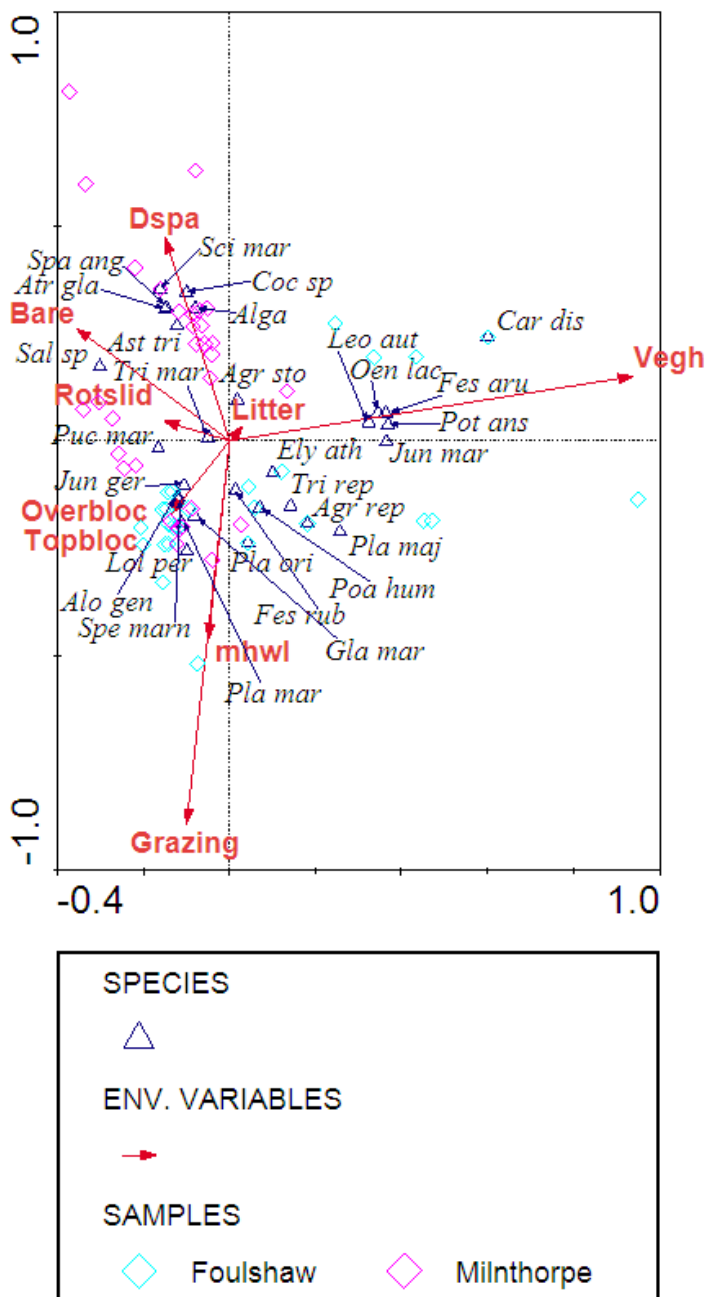 1.0
Dspa
Sci mar
Spa ang
Coc sp
Atr gla
Bare
Alga
Leo aut
Car dis
Ast tri
Oen lac
Vegh
Sal sp
Tri mar
Agr sto
Fes aru
Rotslid
Litter
Pot ans
Puc mar
Jun mar
Ely ath
Jun ger
Tri rep
Overbloc
Agr rep
Topbloc
Pla maj
Lol per
Pla ori
Poa hum
Alo gen
Fes rub
Spe marn
mhwl
Gla mar
Pla mar
Grazing
-1.0
-0.4
1.0
SPECIES
ENV. VARIABLES
SAMPLES
Foulshaw
Milnthorpe